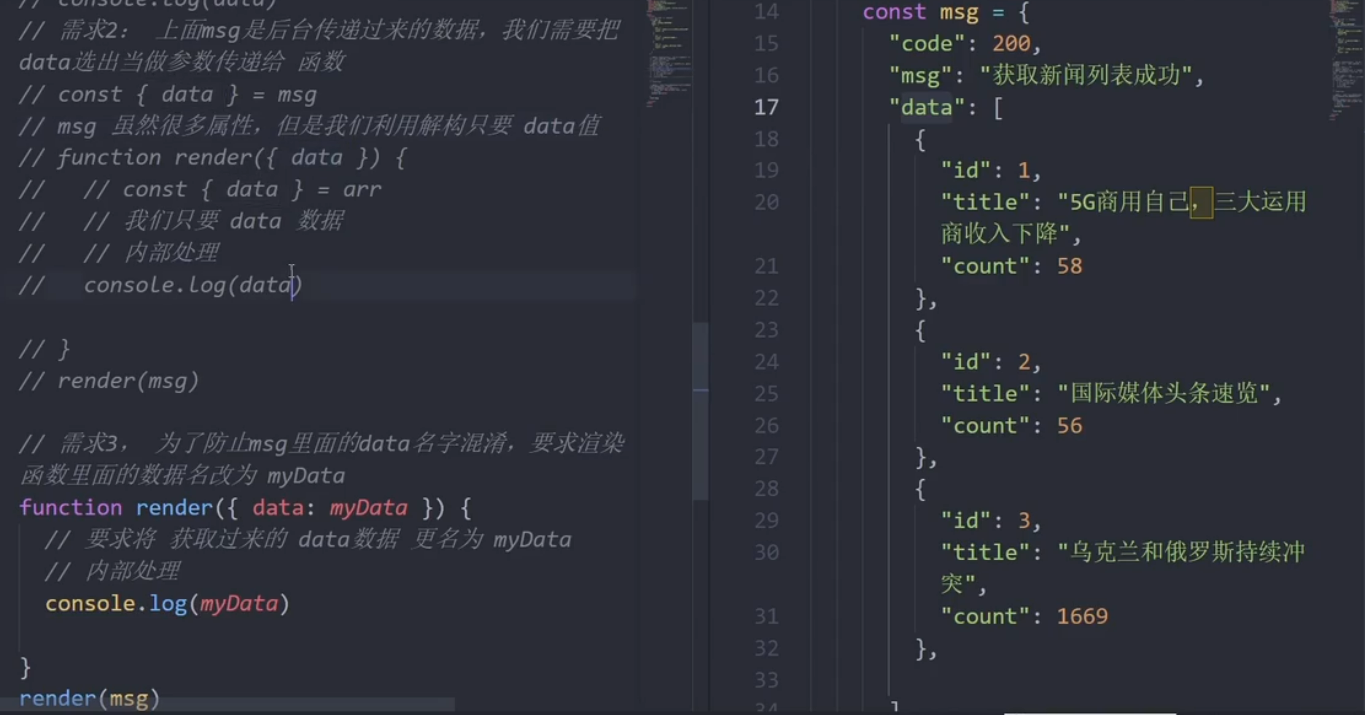 // console.log(data)
// 需求2： 上面msg是后台传递过来的数据，我们需要把
data选出当做参数传递给 函数
// const { data } = msg
// msg 虽然很多属性，但是我们利用解构只要 data值
// function render({ data }) {
//   // const { data } = arr
//   // 我们只要 data 数据
//   // 内部处理
//   console.log(data)
// }
// render(msg)
// 需求3， 为了防止msg里面的data名字混淆，要求渲染
函数里面的数据名改为 myData
function render({ data: myData }) {
// 要求将 获取过来的 data数据 更名为 myData
// 内部处理
console.log(myData)
}
render(msg)
14 const msg = {
15 "code": 200,
16 "msg": "获取新闻列表成功",
17 "data": [
18 {
19 "id": 1,
20 "title": "5G商用自己，三大运用
商收入下降",
21 "count": 58
22 },
23 {
24 "id": 2,
25 "title": "国际媒体头条速览",
26 "count": 56
27 },
28 {
29 "id": 3,
30 "title": "乌克兰和俄罗斯持续冲
突",
31 "count": 1669
32 },
33
34 ]